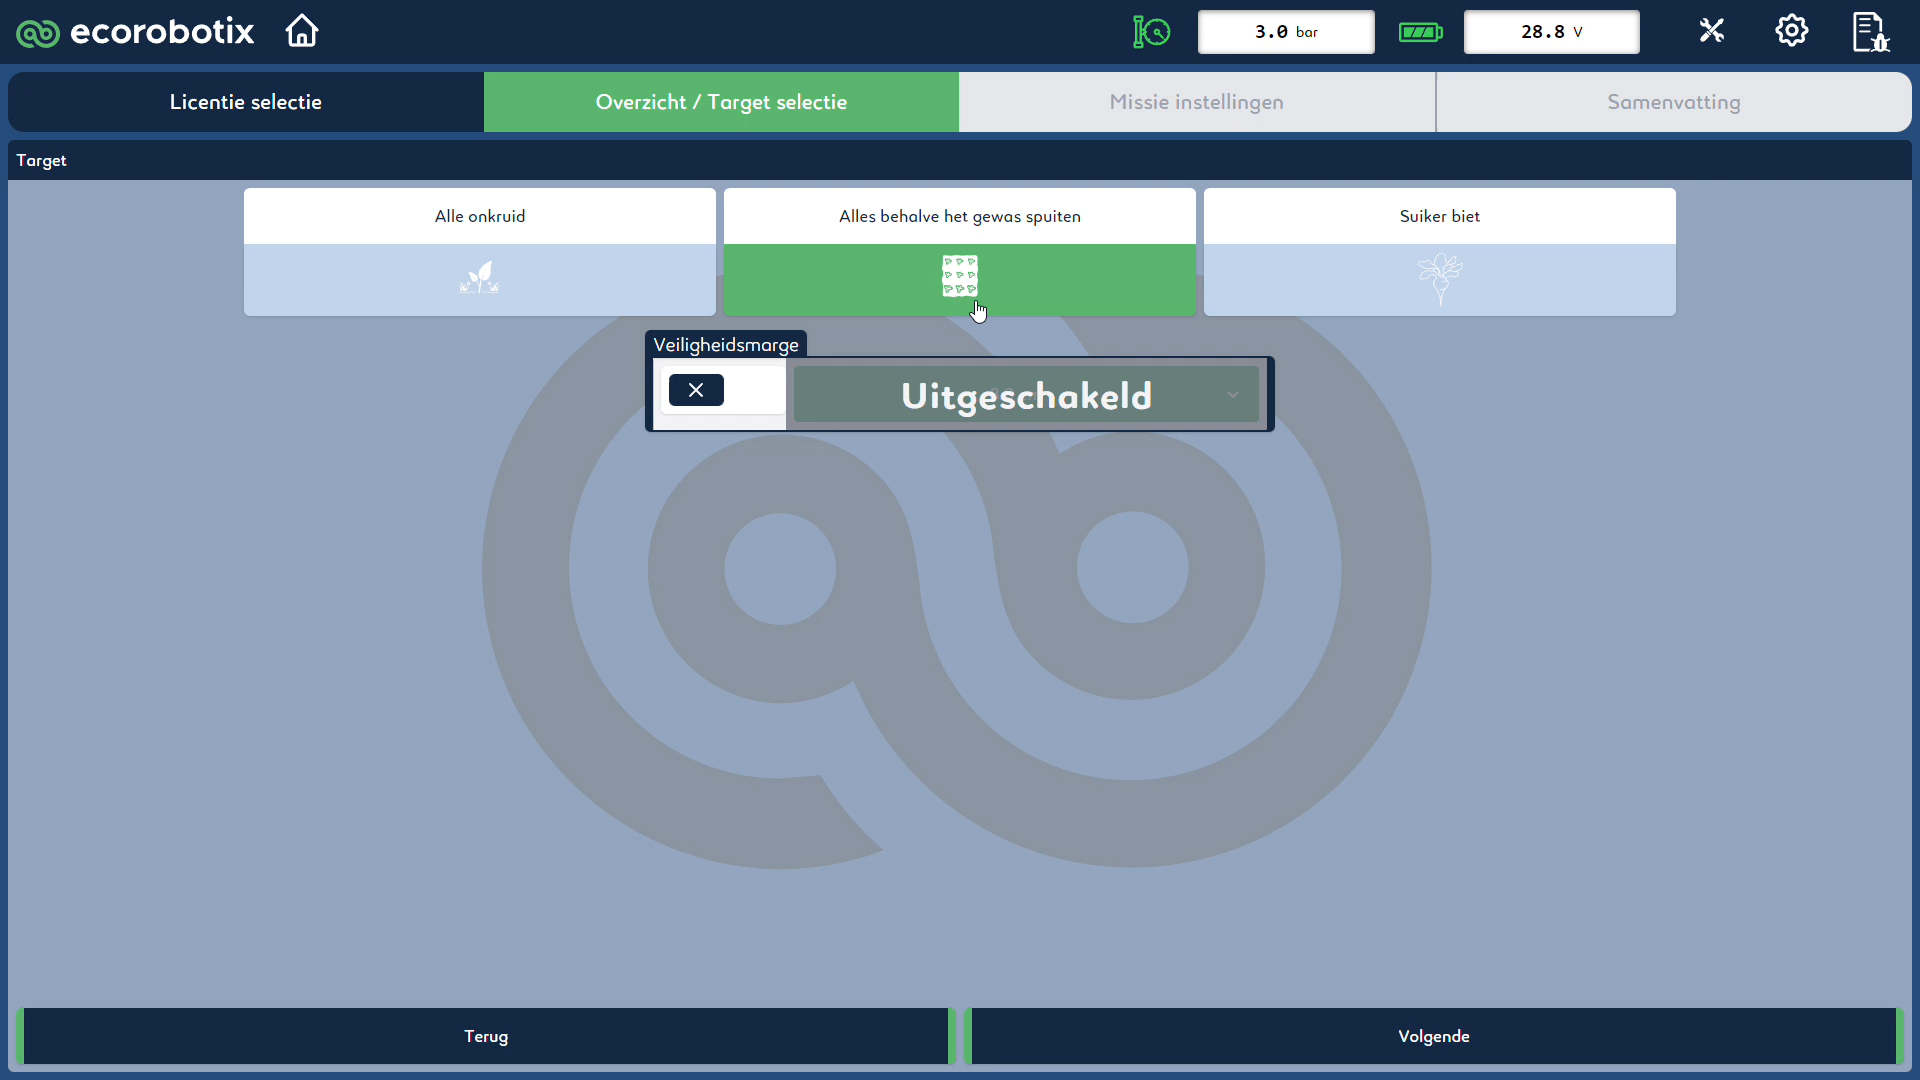 ecorobotix
3.0 bar
28.8 V
Licentie selectie
Overzicht / Target selectie
Missie instellingen
Samenvatting
Target
Alle onkruid
Alles behalve het gewas spuiten
Suiker biet
Veiligheidsmarge
Uitgeschakeld
Terug
Volgende